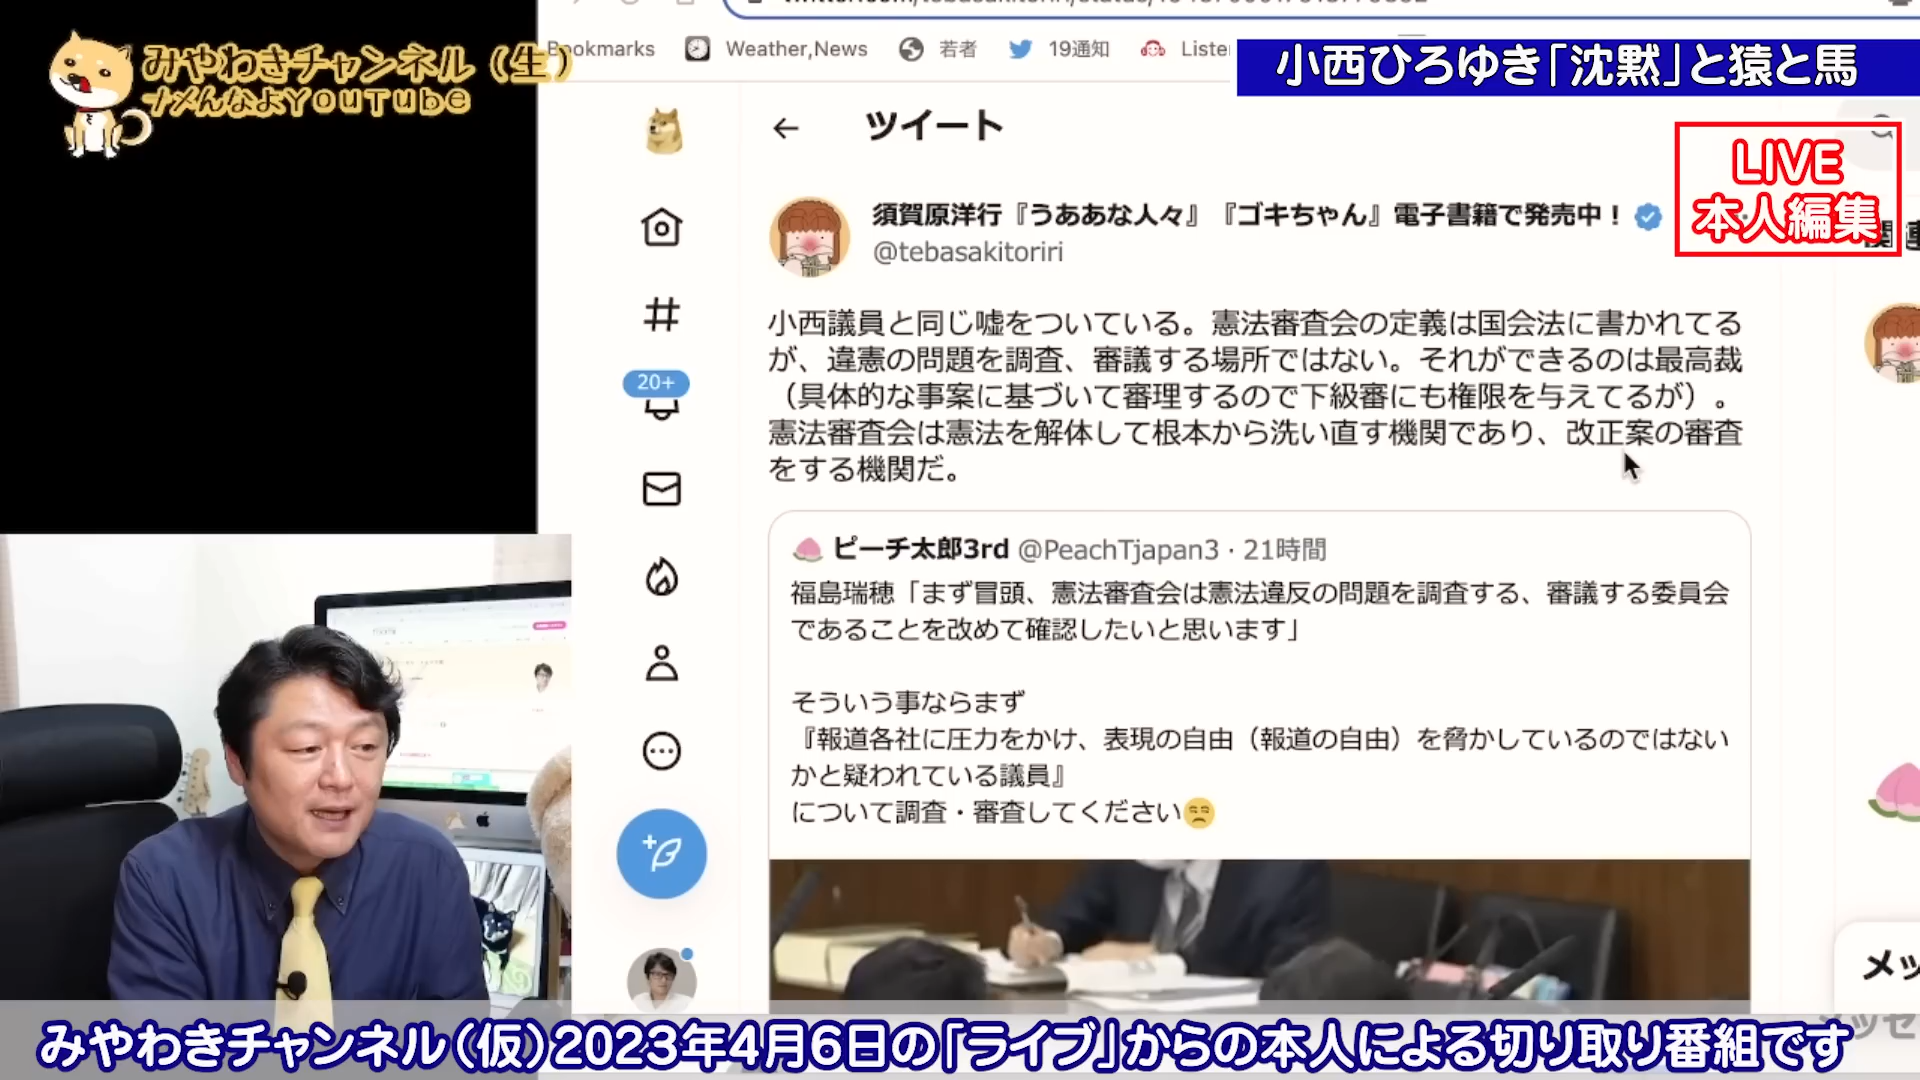 みやわきチャンネル（生）
ナメんなよYouTube
Bookmarks
Weather,News
若者
19通知
小西ひろゆき「沈黙」と猿と馬
LIVE
本人編集
ツイート
須賀原洋行『うああな人々』『ゴキちゃん』電子書籍で発売中！
@tebasakitoriri
小西議員と同じ嘘をついている。憲法審査会の定義は国会法に書かれてる
が、違憲の問題を調査、審議する場所ではない。それができるのは最高裁
（具体的な事案に基づいて審理するので下級審にも権限を与えてるが）。
憲法審査会は憲法を解体して根本から洗い直す機関であり、改正案の審査
をする機関だ。
20+
ピーチ太郎3rd @PeachTjapan3 · 21時間
福島瑞穂「まず冒頭、憲法審査会は憲法違反の問題を調査する、審議する委員会
であることを改めて確認したいと思います」
そういう事ならまず
『報道各社に圧力をかけ、表現の自由（報道の自由）を脅かしているのではない
かと疑われている議員』
について調査・審査してください😒
みやわきチャンネル（仮）2023年4月6日の「ライブ」からの本人による切り取り番組です